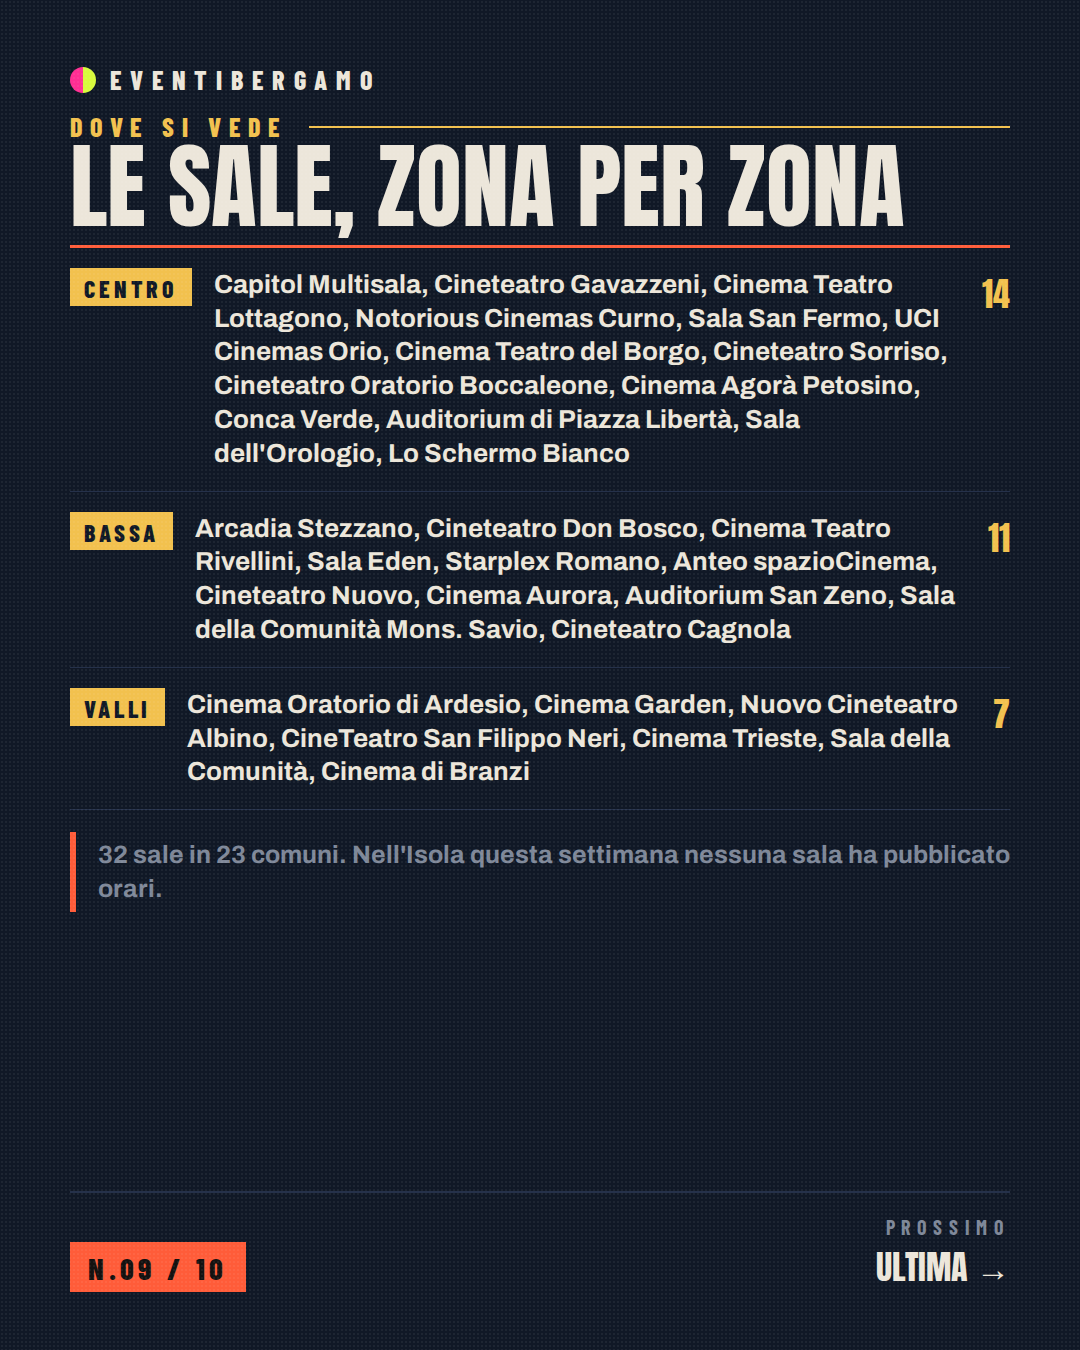 EVENTIBERGAMO
DOVE SI VEDE
LE SALE, ZONA PER ZONA
CENTRO
Capitol Multisala, Cineteatro Gavazzeni, Cinema Teatro
Lottagono, Notorious Cinemas Curno, Sala San Fermo, UCI
Cinemas Orio, Cinema Teatro del Borgo, Cineteatro Sorriso,
Cineteatro Oratorio Boccaleone, Cinema Agorà Petosino,
Conca Verde, Auditorium di Piazza Libertà, Sala
dell'Orologio, Lo Schermo Bianco
14
BASSA
Arcadia Stezzano, Cineteatro Don Bosco, Cinema Teatro
Rivellini, Sala Eden, Starplex Romano, Anteo spazioCinema,
Cineteatro Nuovo, Cinema Aurora, Auditorium San Zeno, Sala
della Comunità Mons. Savio, Cineteatro Cagnola
11
VALLI
Cinema Oratorio di Ardesio, Cinema Garden, Nuovo Cineteatro
Albino, CineTeatro San Filippo Neri, Cinema Trieste, Sala della
Comunità, Cinema di Branzi
7
32 sale in 23 comuni. Nell'Isola questa settimana nessuna sala ha pubblicato
orari.
N.09 / 10
PROSSIMO
ULTIMA →